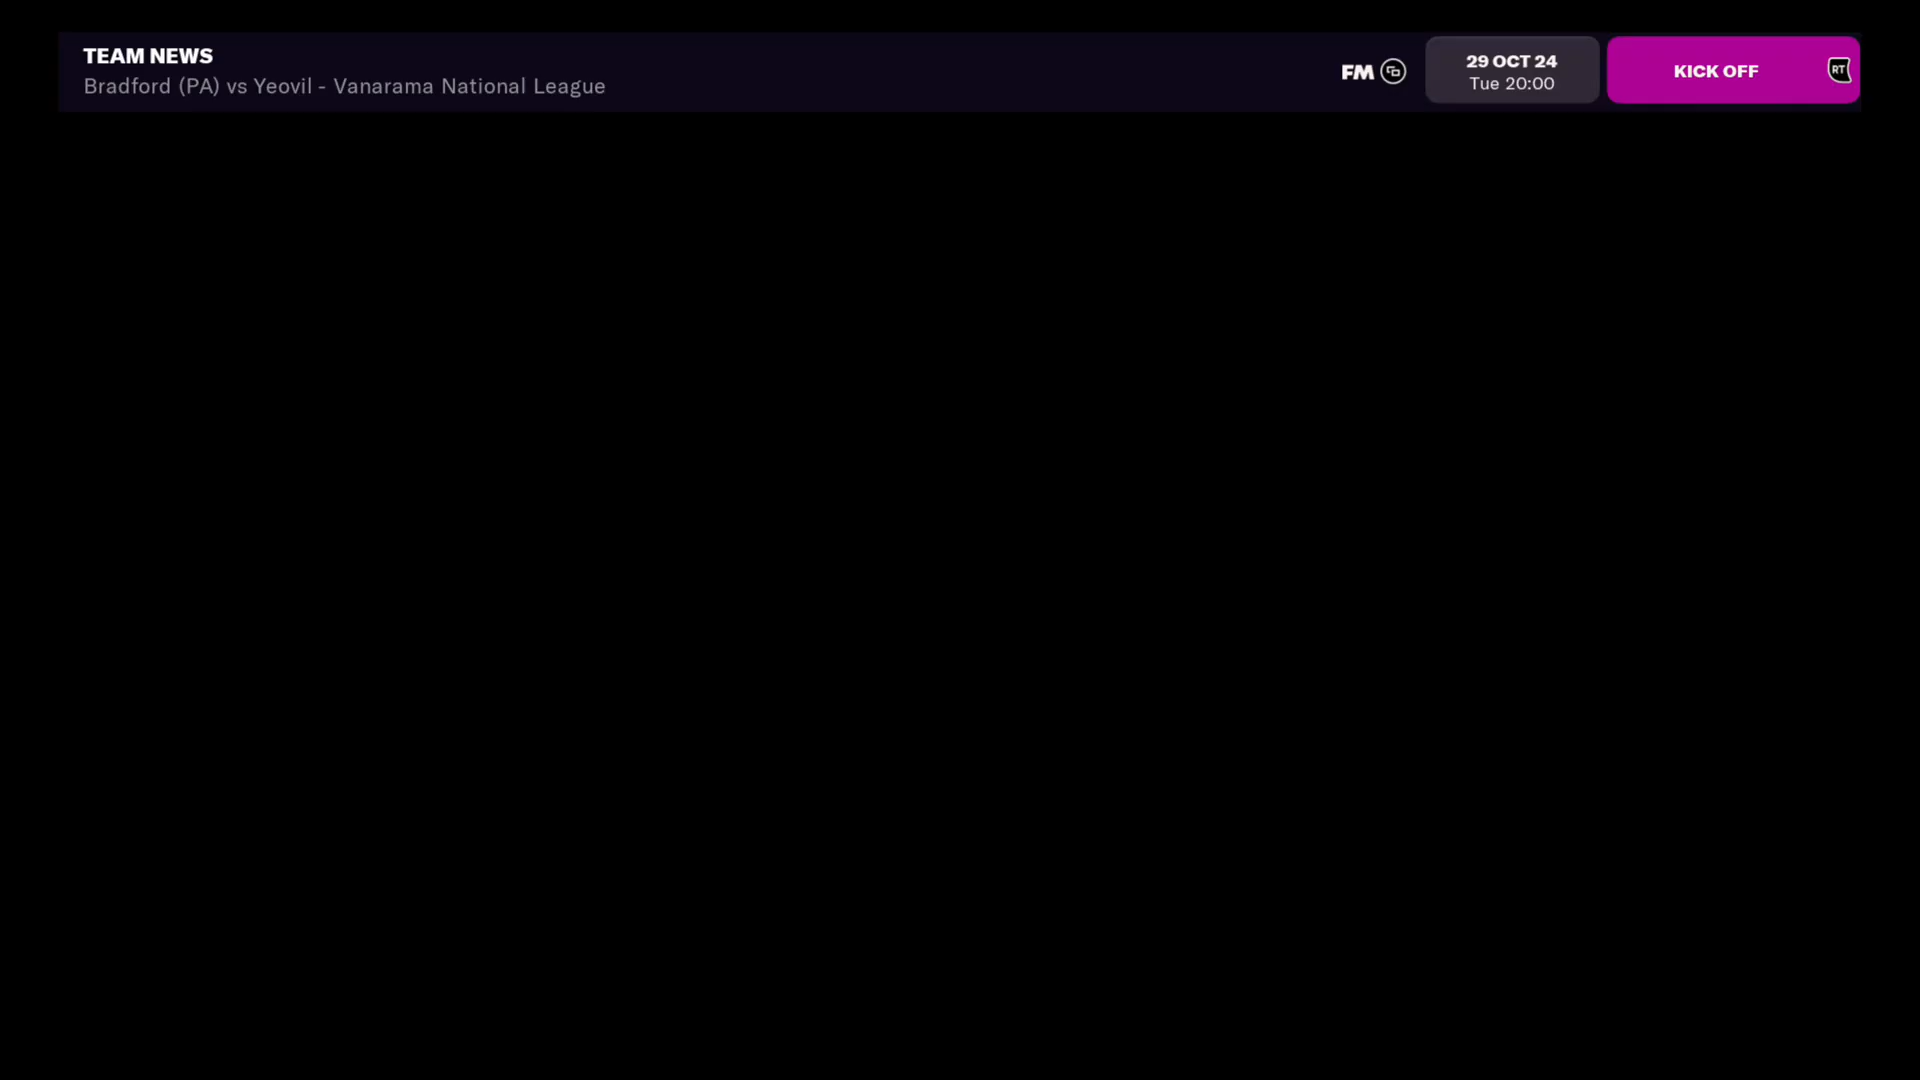 TEAM NEWS
Bradford (PA) vs Yeovil - Vanarama National League
FM
29 OCT 24
Tue 20:00
KICK OFF
RT